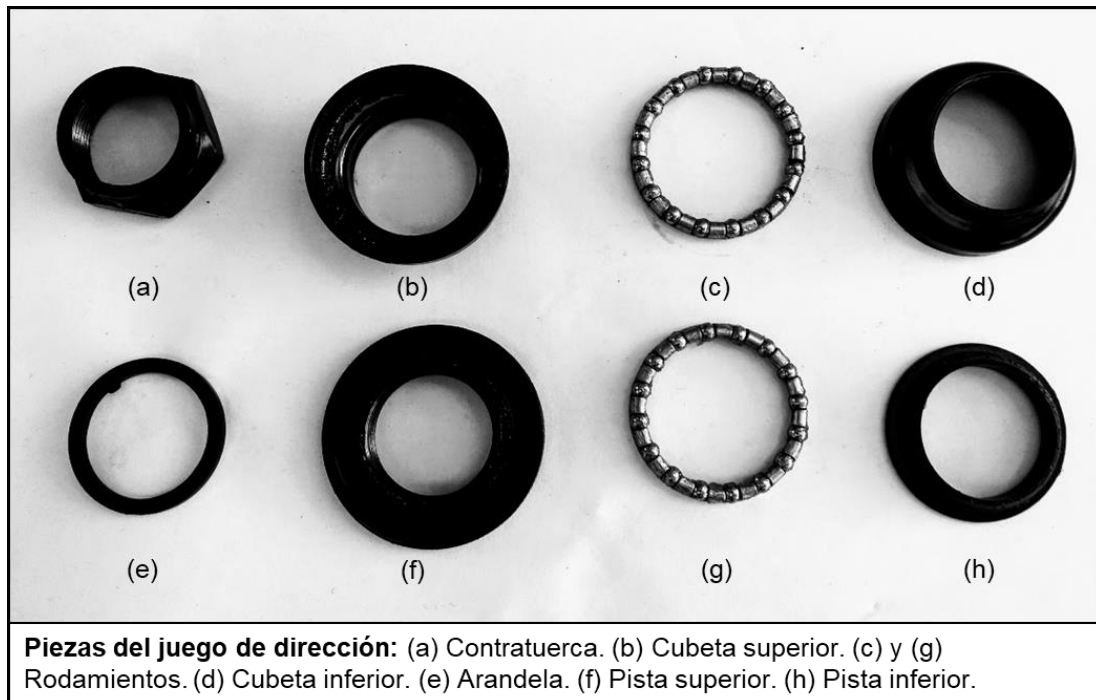 (a) (b) (c) (d)
(e) (f) (g) (h)
Piezas del juego de dirección: (a) Contratuerca. (b) Cubeta superior. (c) y (g)
Rodamientos. (d) Cubeta inferior. (e) Arandela. (f) Pista superior. (h) Pista inferior.